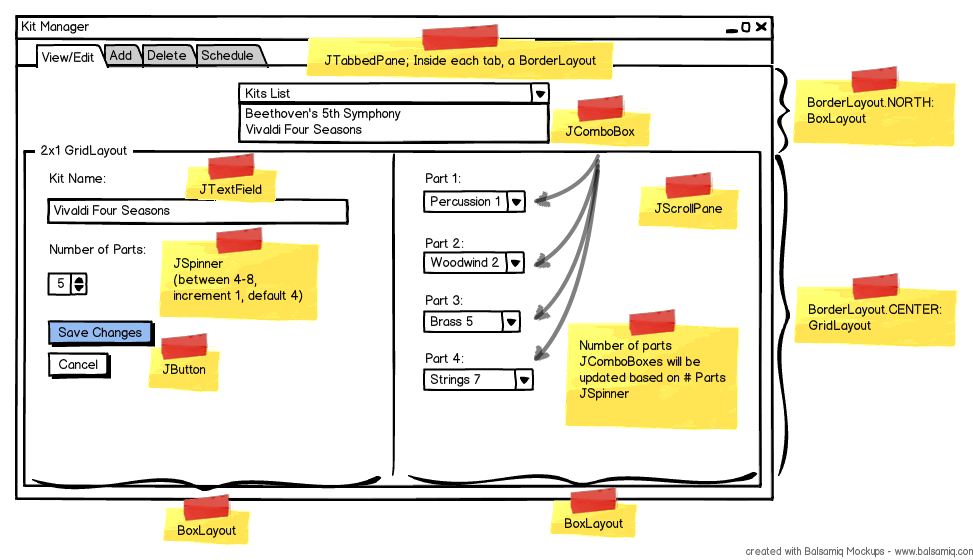 Kit Manager
View/Edit
Add
Delete
Schedule
JTabbedPane; Inside each tab, a BorderLayout
Kits List
Beethoven's 5th Symphony
Vivaldi Four Seasons
JComboBox
BorderLayout.NORTH:
BoxLayout
2x1 GridLayout
Kit Name:
JTextField
Vivaldi Four Seasons
Number of Parts:
5
JSpinner
(between 4-8,
increment 1, default 4)
Save Changes
Cancel
JButton
Part 1:
Percussion 1
JScrollPane
Part 2:
Woodwind 2
Part 3:
Brass 5
Part 4:
Strings 7
Number of parts
JComboBoxes will be
updated based on # Parts
JSpinner
BorderLayout.CENTER:
GridLayout
BoxLayout
BoxLayout
created with Balsamiq Mockups - www.balsamiq.con